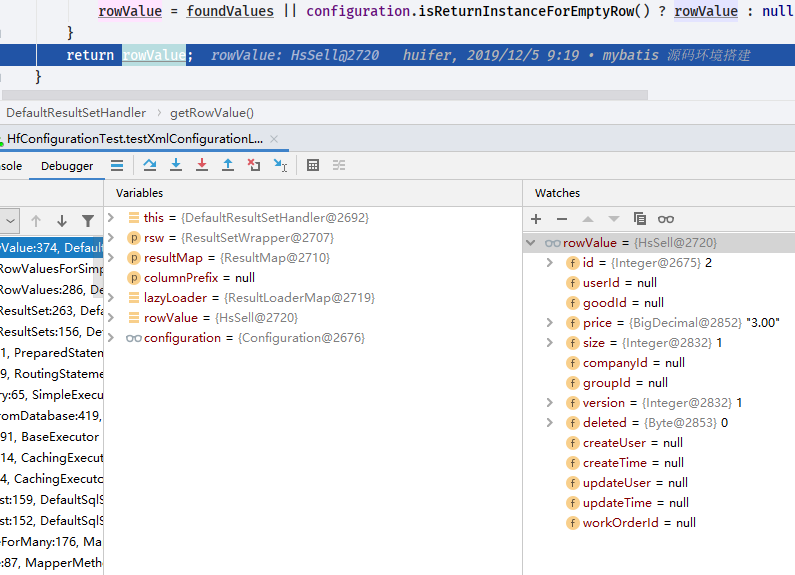 rowValue = foundValues || configuration.isReturnInstanceForEmptyRow() ? rowValue : null
}
return rowValue; rowValue: HsSell@2720 huifer, 2019/12/5 9:19 • mybatis 源码环境搭建
}
DefaultResultSetHandler › getRowValue()
HfConfigurationTest.testXmlConfigurationL... ×
sole Debugger
Variables
Watches
this = {DefaultResultSetHandler@2692}
rsw = {ResultSetWrapper@2707}
resultMap = {ResultMap@2710}
columnPrefix = null
lazyLoader = {ResultLoaderMap@2719}
rowValue = {HsSell@2720}
configuration = {Configuration@2676}
Value:374, Defaul
RowValuesForSimp
RowValues:286, De
ResultSet:263, Defa
ResultSets:156, Def
1, PreparedStatem
9, RoutingStateme
ry:65, SimpleExecu
romDatabase:419,
91, BaseExecutor
14, CachingExecut
4, CachingExecuto
st:159, DefaultSqlS
st:152, DefaultSqlS
eForMany:176, Ma
e:87, MapperMeth
rowValue = {HsSell@2720}
id = {Integer@2675} 2
userId = null
goodId = null
price = {BigDecimal@2852} "3.00"
size = {Integer@2832} 1
companyId = null
groupId = null
version = {Integer@2832} 1
deleted = {Byte@2853} 0
createUser = null
createTime = null
updateUser = null
updateTime = null
workOrderId = null